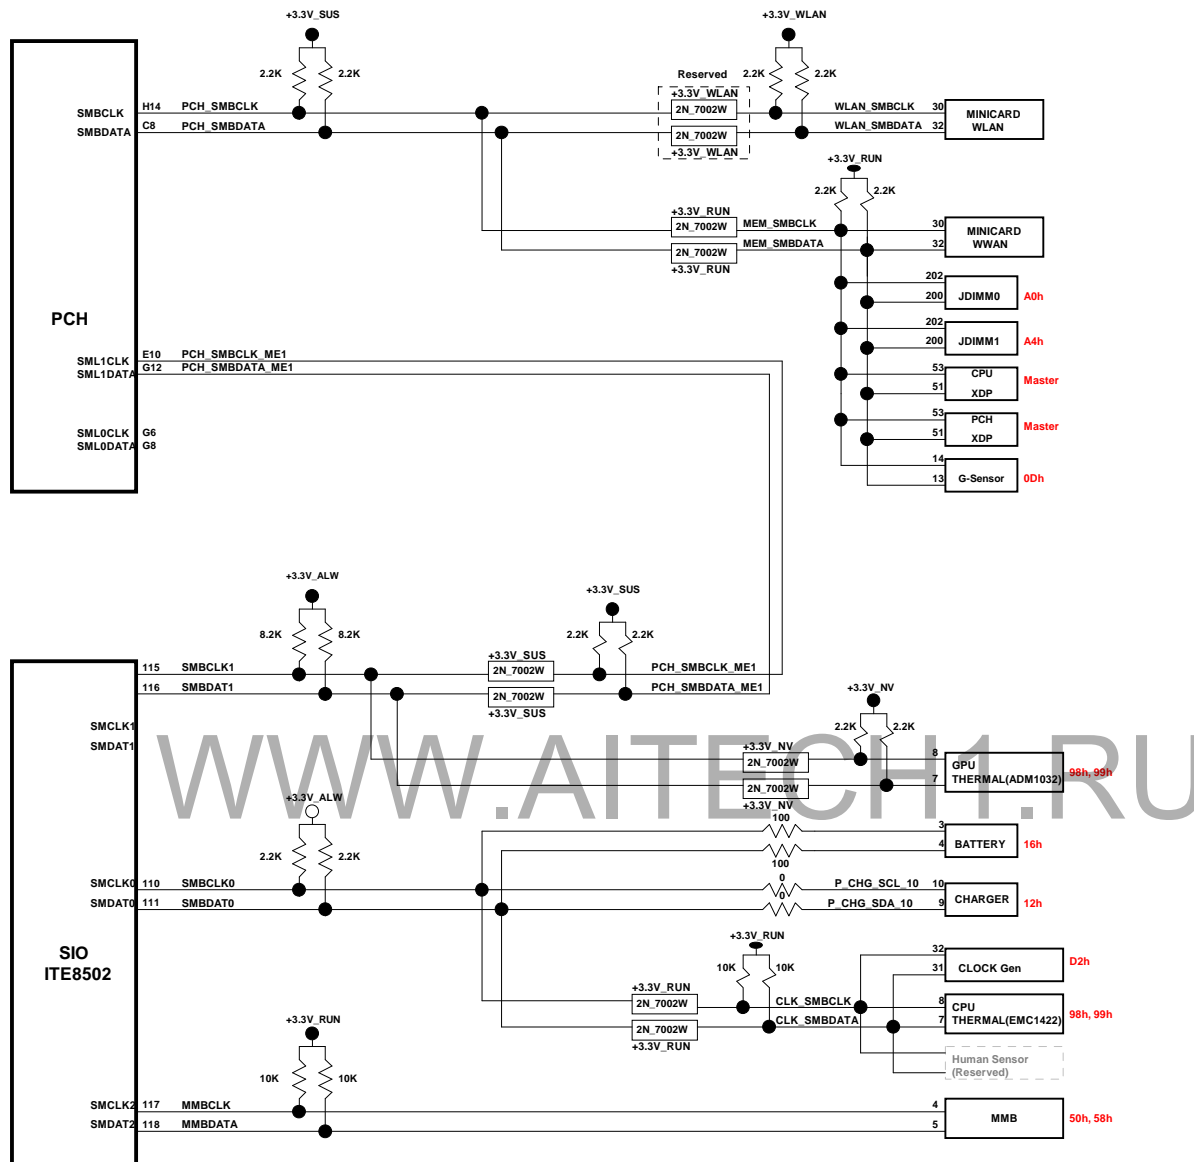 +3.3V_SUS
+3.3V_WLAN
2.2K
2.2K
Reserved
2.2K
2.2K
+3.3V_WLAN
SMBCLK
H14
PCH_SMBCLK
2N_7002W
WLAN_SMBCLK
30
MINICARD
WLAN
SMBDATA
C8
PCH_SMBDATA
2N_7002W
WLAN_SMBDATA
32
+3.3V_WLAN
+3.3V_RUN
2.2K
2.2K
+3.3V_RUN
2N_7002W
MEM_SMBCLK
30
MINICARD
WWAN
2N_7002W
MEM_SMBDATA
32
+3.3V_RUN
202
200
JDIMM0
A0h
202
200
JDIMM1
A4h
PCH
SML1CLK
E10
PCH_SMBCLK_ME1
SML1DATA
G12
PCH_SMBDATA_ME1
53
51
CPU
XDP
Master
53
51
PCH
XDP
Master
SML0CLK
G6
SML0DATA
G8
14
13
G-Sensor
0Dh
+3.3V_ALW
+3.3V_SUS
8.2K
8.2K
2.2K
2.2K
+3.3V_SUS
115
SMBCLK1
2N_7002W
PCH_SMBCLK_ME1
116
SMBDAT1
2N_7002W
PCH_SMBDATA_ME1
+3.3V_SUS
+3.3V_NV
SMCLK1
SMDAT1
2.2K
2.2K
WWW.AITECH1.RU
+3.3V_NV
2N_7002W
8
GPU
THERMAL(ADM1032)
98h, 99h
2N_7002W
7
+3.3V_NV
+3.3V_ALW
100
3
4
BATTERY
16h
100
2.2K
2.2K
SMCLK0
110
SMBCLK0
0
P_CHG_SCL_10
10
CHARGER
12h
SMDAT0
111
SMBDAT0
0
P_CHG_SDA_10
9
SIO
ITE8502
+3.3V_RUN
10K
10K
32
31
CLOCK Gen
D2h
+3.3V_RUN
2N_7002W
CLK_SMBCLK
8
CPU
THERMAL(EMC1422)
98h, 99h
2N_7002W
CLK_SMBDATA
7
+3.3V_RUN
+3.3V_RUN
Human Sensor
(Reserved)
10K
10K
SMCLK2
117
MMBCLK
4
MMB
50h, 58h
SMDAT2
118
MMBDATA
5